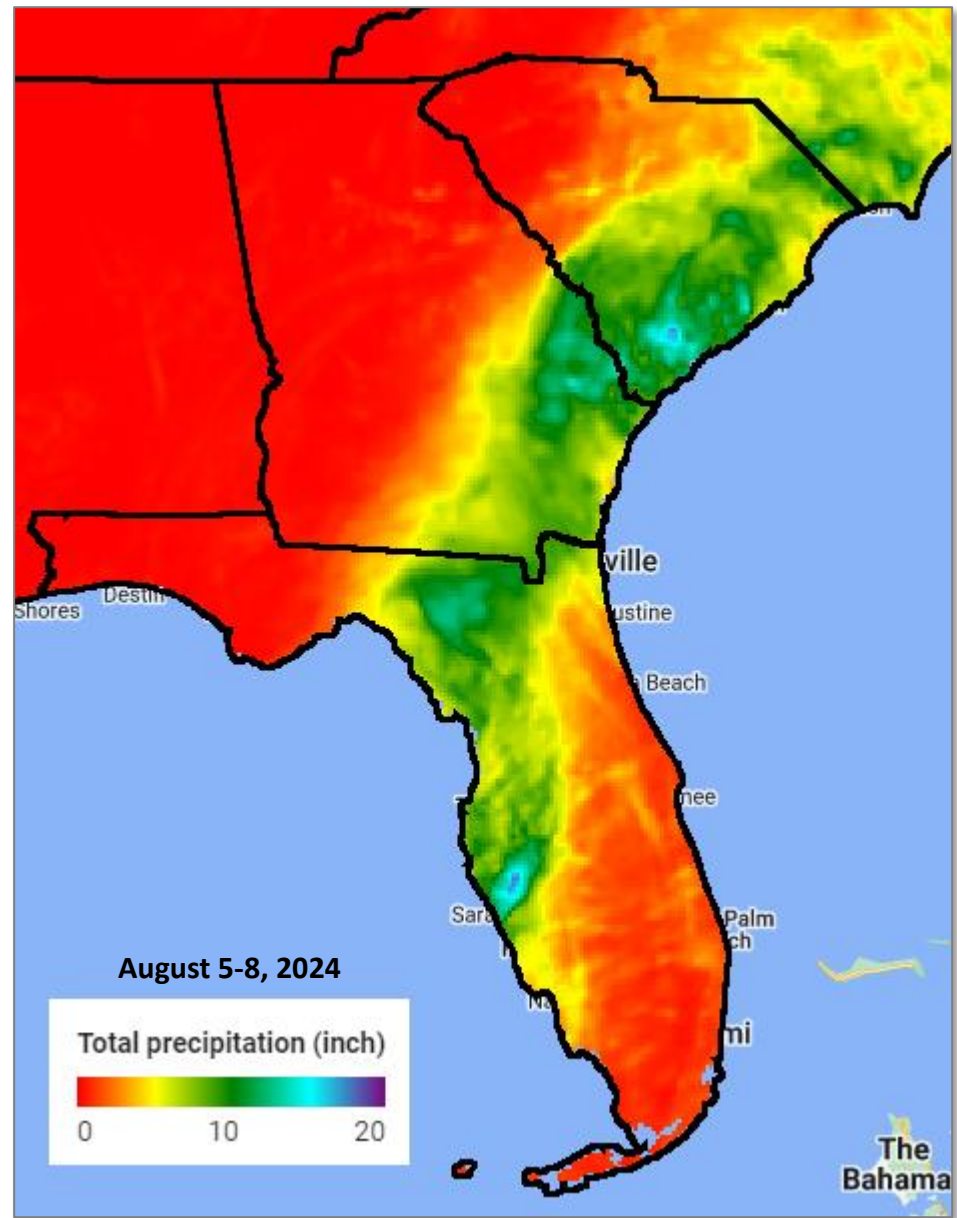 ville
Shores
Destin
ustine
Beach
nee
Sara
Palm
ch
August 5-8, 2024
Na
mi
Total precipitation (inch)
0 10 20
The
Bahama